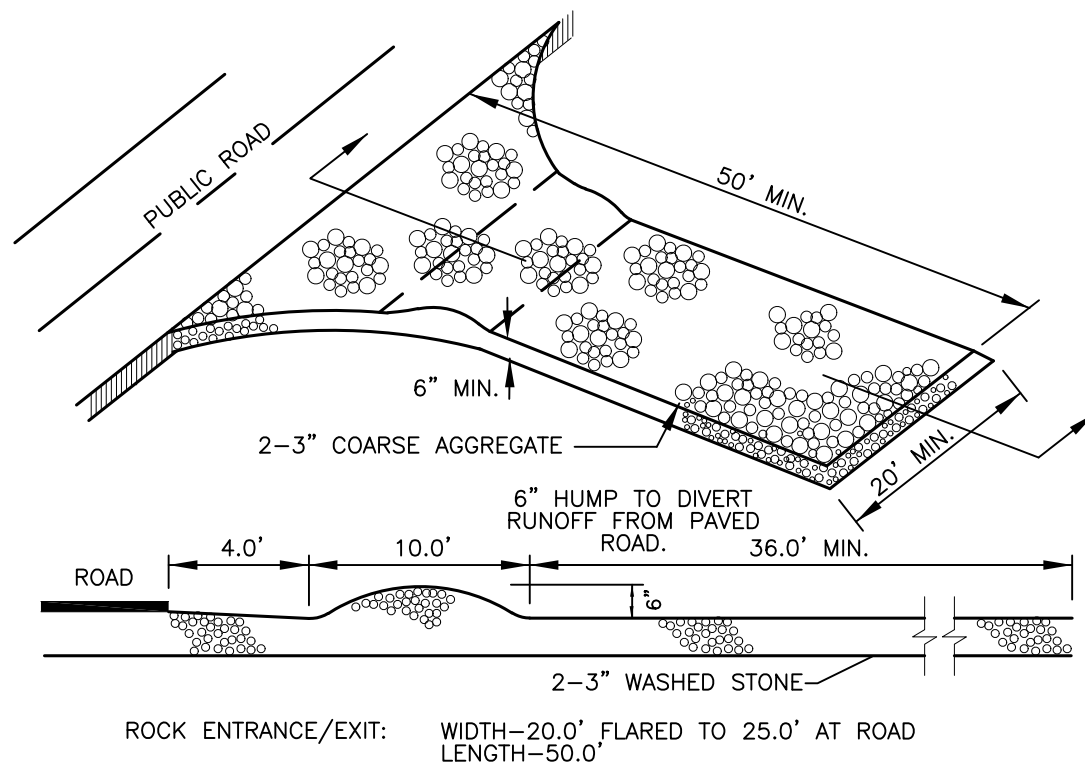 PUBLIC ROAD
50’ MIN.
6” MIN.
2–3” COARSE AGGREGATE
20’ MIN.
6” HUMP TO DIVERT
RUNOFF FROM PAVED
ROAD.
4.0’
10.0’
36.0’ MIN.
ROAD
6”
2–3” WASHED STONE
ROCK ENTRANCE/EXIT: WIDTH–20.0’ FLARED TO 25.0’ AT ROAD
LENGTH–50.0’